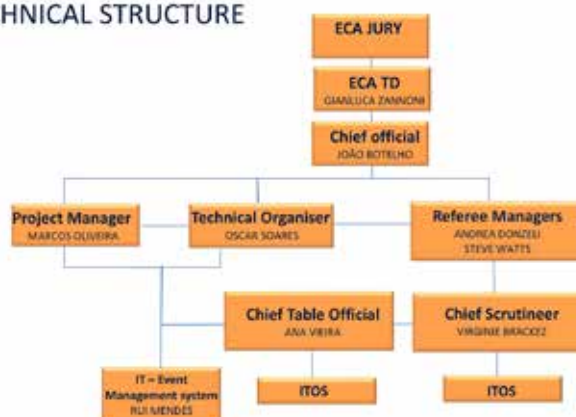 HNICAL STRUCTURE
ECA JURY
ECA TD
GIANLUCA ZANNONI
Chief official
JOÃO BOTELHO
Project Manager
MARCOS OLIVEIRA
Technical Organiser
OSCAR SOARES
Referee Managers
ANDREA DONZELI
STEVE WATTS
Chief Table Official
ANA VIEIRA
Chief Scrutineer
VIRGINIE BRACKEZ
IT – Event
Management system
RUI MENDES
ITOS
ITOS